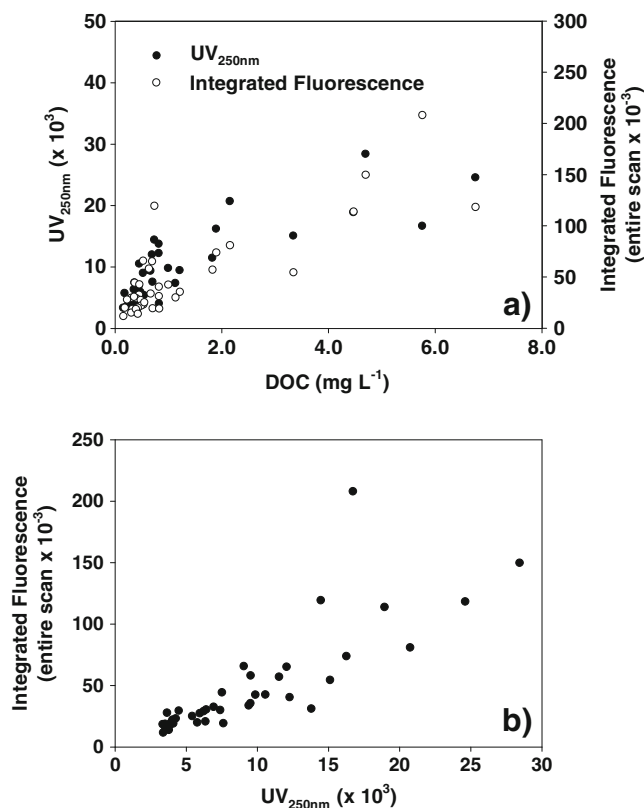 50
40
30
20
10
0
UV250nm (x 10³)
UV250nm
Integrated Fluorescence
300
250
200
150
100
50
0
Integrated Fluorescence
(entire scan x 10⁻³)
a)
0.0
2.0
4.0
6.0
8.0
DOC (mg L⁻¹)
250
200
150
100
50
0
Integrated Fluorescence
(entire scan x 10⁻³)
b)
0
5
10
15
20
25
30
UV250nm (x 10³)